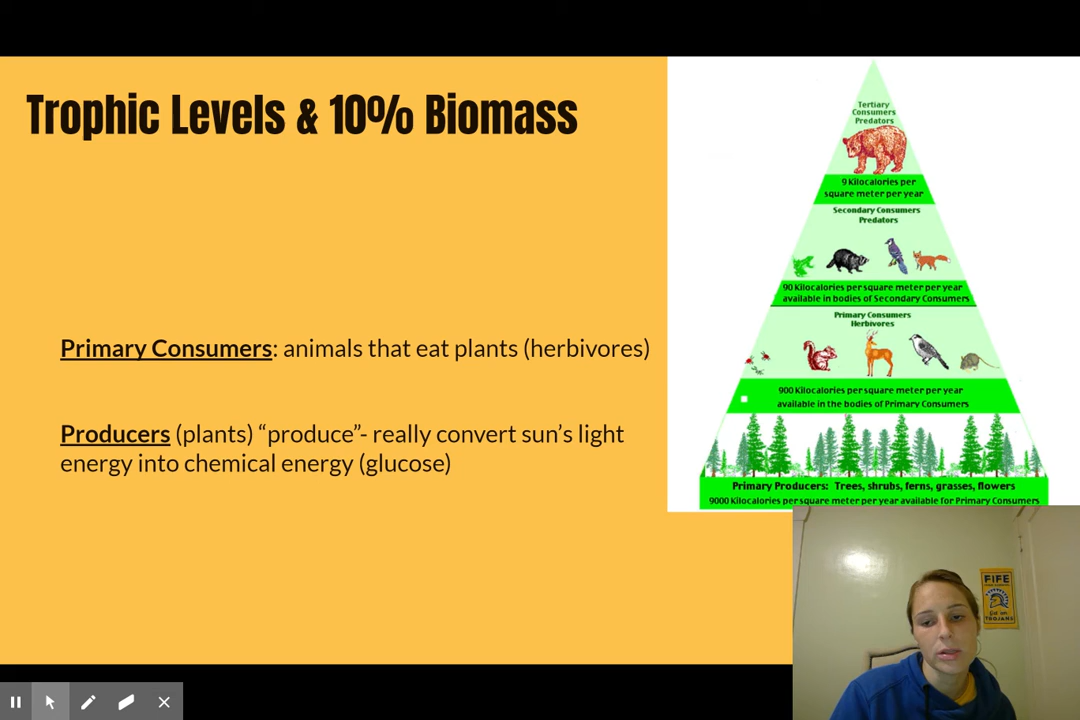 Trophic Levels & 10% Biomass
Primary Consumers: animals that eat plants (herbivores)
Producers (plants) “produce”- really convert sun’s light
energy into chemical energy (glucose)
Tertiary
Consumers
Predators
9 Kilocalories per
square meter per year
Secondary Consumers
Predators
90 Kilocalories per square meter per year
available in bodies of Secondary Consumers
Primary Consumers
Herbivores
900 Kilocalories per square meter per year
available in the bodies of Primary Consumers
Primary Producers: Trees, shrubs, ferns, grasses, flowers
9000 Kilocalories per square meter per year available for Primary Consumers
FIFE
TROJANS